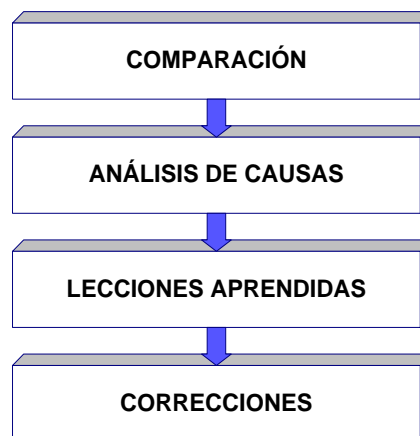 COMPARACIÓN
ANÁLISIS DE CAUSAS
LECCIONES APRENDIDAS
CORRECCIONES